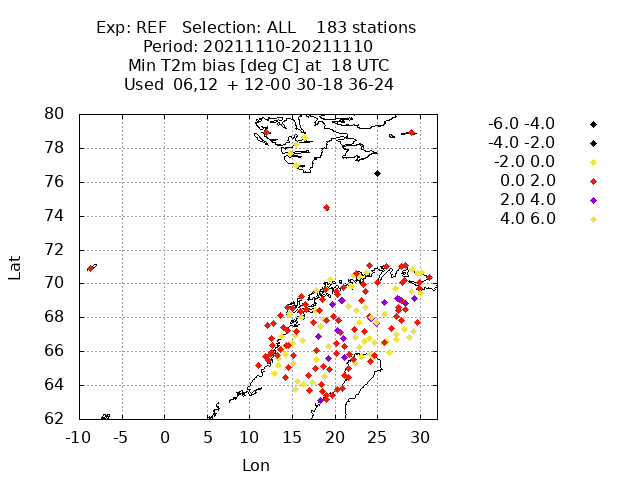 Exp: REF   Selection: ALL    183 stations
Period: 20211110-20211110
Min T2m bias [deg C] at  18 UTC
Used  06,12  + 12-00 30-18 36-24
80
78
76
74
72
70
68
66
64
62
-10 -5 0 5 10 15 20 25 30
Lat
Lon
-6.0 -4.0
-4.0 -2.0
-2.0 0.0
0.0 2.0
2.0 4.0
4.0 6.0